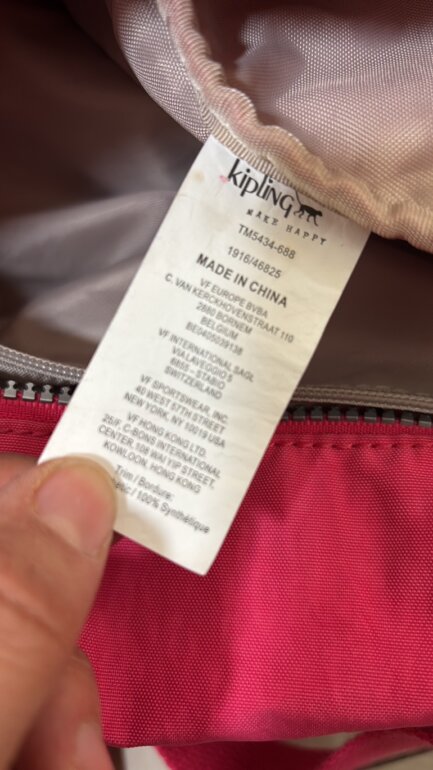 kipling
MAKE HAPPY
TM5434-688
1916/46825
MADE IN CHINA
VF EUROPE BVBA
C. VAN KERCKHOVENSTRAAT 110
2880 BORNEM
BELGIUM
BE0405039138
VF INTERNATIONAL SAGL
VIA LAVEGGIO 5
6855 - STABIO
SWITZERLAND
VF SPORTSWEAR, INC.
40 WEST 57TH STREET
NEW YORK, NY 10019 USA
VF HONG KONG LTD.
25/F, C-BONS INTERNATIONAL
CENTER, 108 WAI YIP STREET,
KOWLOCIN, HONG KONG
Trim / Bordure:
/ 100% Synthétique